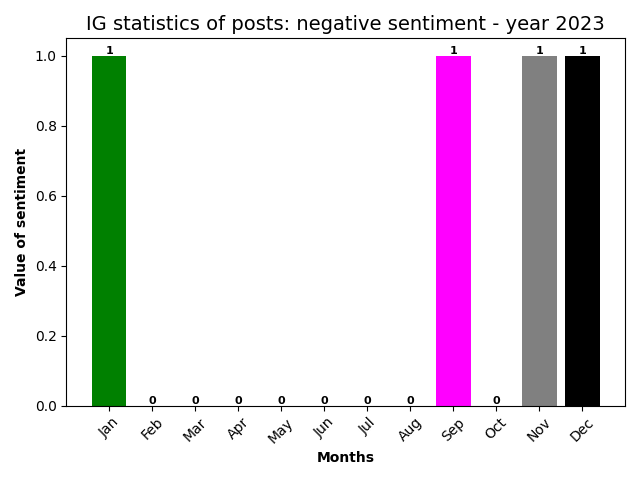 IG statistics of posts: negative sentiment - year 2023
1 1 1 1
1.0
0.8
0.6
0.4
0.2
0.0
Value of sentiment
0 0 0 0 0 0 0 0
Jan Feb Mar Apr May Jun Jul Aug Sep Oct Nov Dec
Months